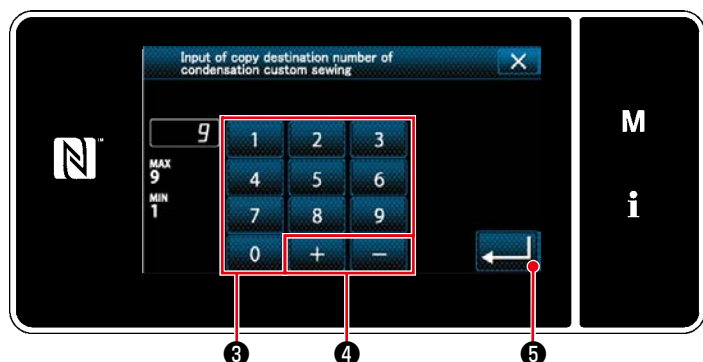 Input of copy destination number of
condensation custom sewing
9
1 2 3
MAX
9
4 5 6
MIN
1
7 8 9
0 + −
M
i
N™
❸ ❹ ❺